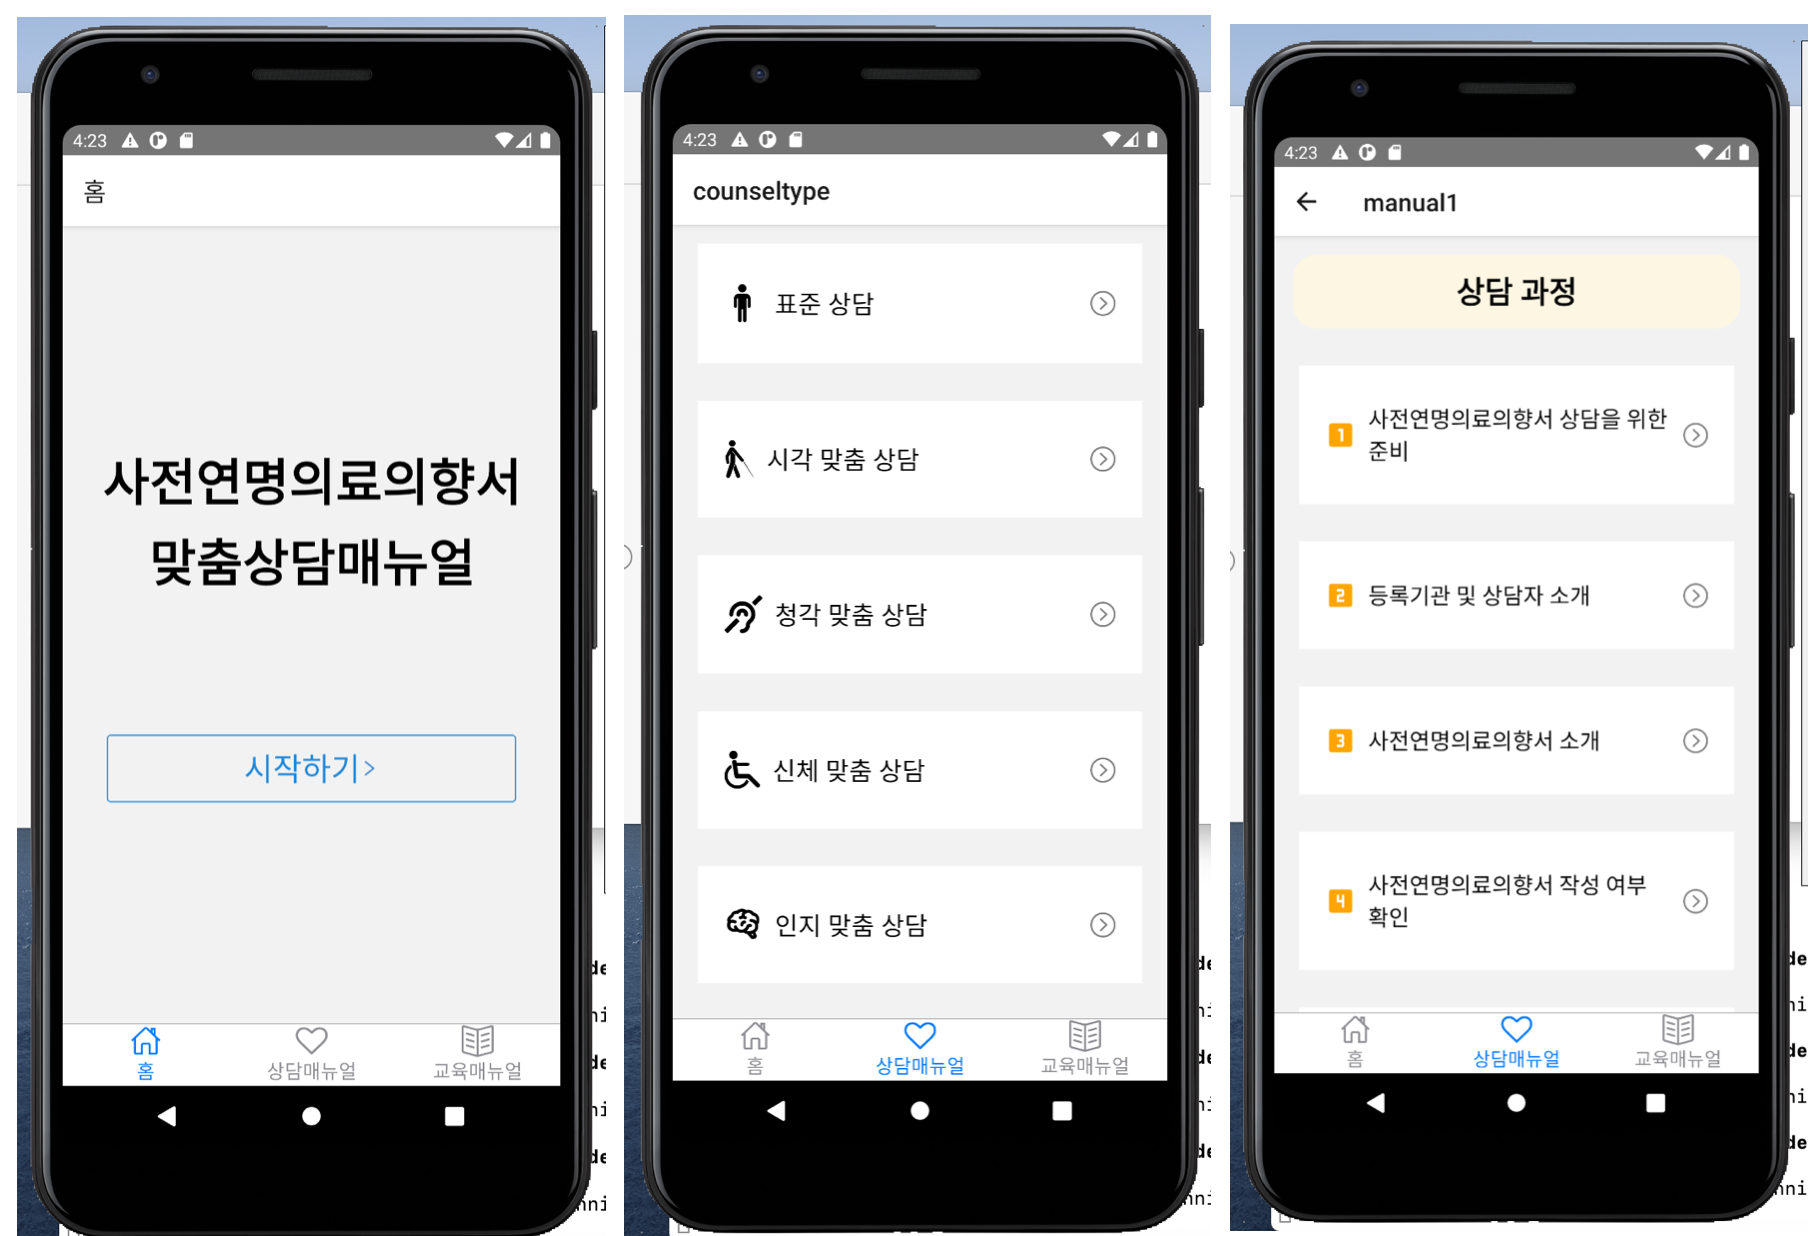 4:23
홈
사전연명의료의향서
맞춤상담매뉴얼
시작하기>
홈
상담매뉴얼
교육매뉴얼
4:23
counseltype
표준 상담
시각 맞춤 상담
청각 맞춤 상담
신체 맞춤 상담
인지 맞춤 상담
홈
상담매뉴얼
교육매뉴얼
4:23
manual1
상담 과정
1 사전연명의료의향서 상담을 위한
준비
2 등록기관 및 상담자 소개
3 사전연명의료의향서 소개
4 사전연명의료의향서 작성 여부
확인
홈
상담매뉴얼
교육매뉴얼